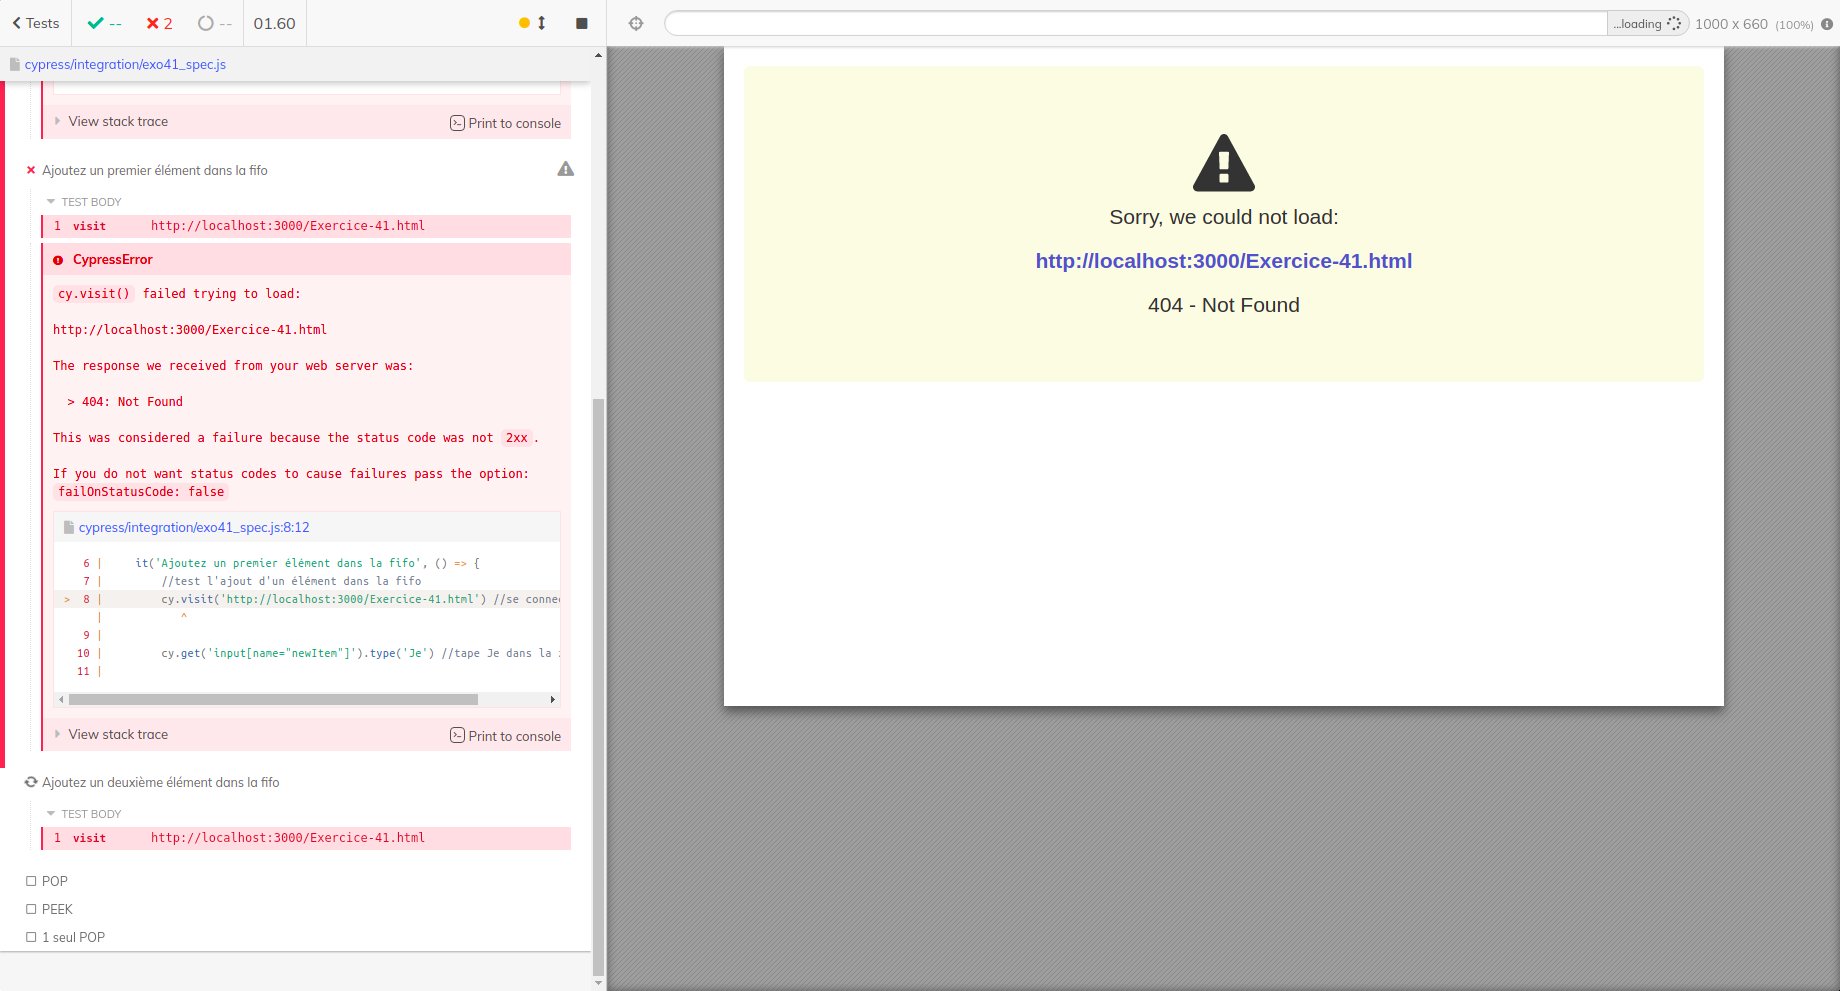 Tests
--
2
--
01.60
...loading
1000 x 660 (100%)
cypress/integration/exo41_spec.js
View stack trace
Print to console
Ajoutez un premier élément dans la fifo
TEST BODY
1 visit http://localhost:3000/Exercice-41.html
CypressError
cy.visit() failed trying to load:
http://localhost:3000/Exercice-41.html
The response we received from your web server was:
> 404: Not Found
This was considered a failure because the status code was not 2xx.
If you do not want status codes to cause failures pass the option:
failOnStatusCode: false
cypress/integration/exo41_spec.js:8:12
6 | it('Ajoutez un premier élément dans la fifo', () => {
7 | //test l'ajout d'un élément dans la fifo
> 8 | cy.visit('http://localhost:3000/Exercice-41.html') //se conne
| ^
9 |
10 | cy.get('input[name="newItem"]').type('Je') //tape Je dans la
11 |
View stack trace
Print to console
Ajoutez un deuxième élément dans la fifo
TEST BODY
1 visit http://localhost:3000/Exercice-41.html
POP
PEEK
1 seul POP
Sorry, we could not load:
http://localhost:3000/Exercice-41.html
404 - Not Found